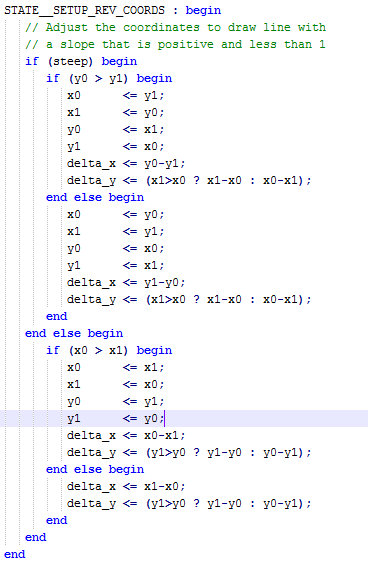 STATE__SETUP_REV_COORDS : begin
// Adjust the coordinates to draw line with
// a slope that is positive and less than 1
if (steep) begin
if (y0 > y1) begin
x0 <= y1;
x1 <= y0;
y0 <= x1;
y1 <= x0;
delta_x <= y0-y1;
delta_y <= (x1>x0 ? x1-x0 : x0-x1);
end else begin
x0 <= y0;
x1 <= y1;
y0 <= x0;
y1 <= x1;
delta_x <= y1-y0;
delta_y <= (x1>x0 ? x1-x0 : x0-x1);
end
end else begin
if (x0 > x1) begin
x0 <= x1;
x1 <= x0;
y0 <= y1;
y1 <= y0;
delta_x <= x0-x1;
delta_y <= (y1>y0 ? y1-y0 : y0-y1);
end else begin
delta_x <= x1-x0;
delta_y <= (y1>y0 ? y1-y0 : y0-y1);
end
end
end